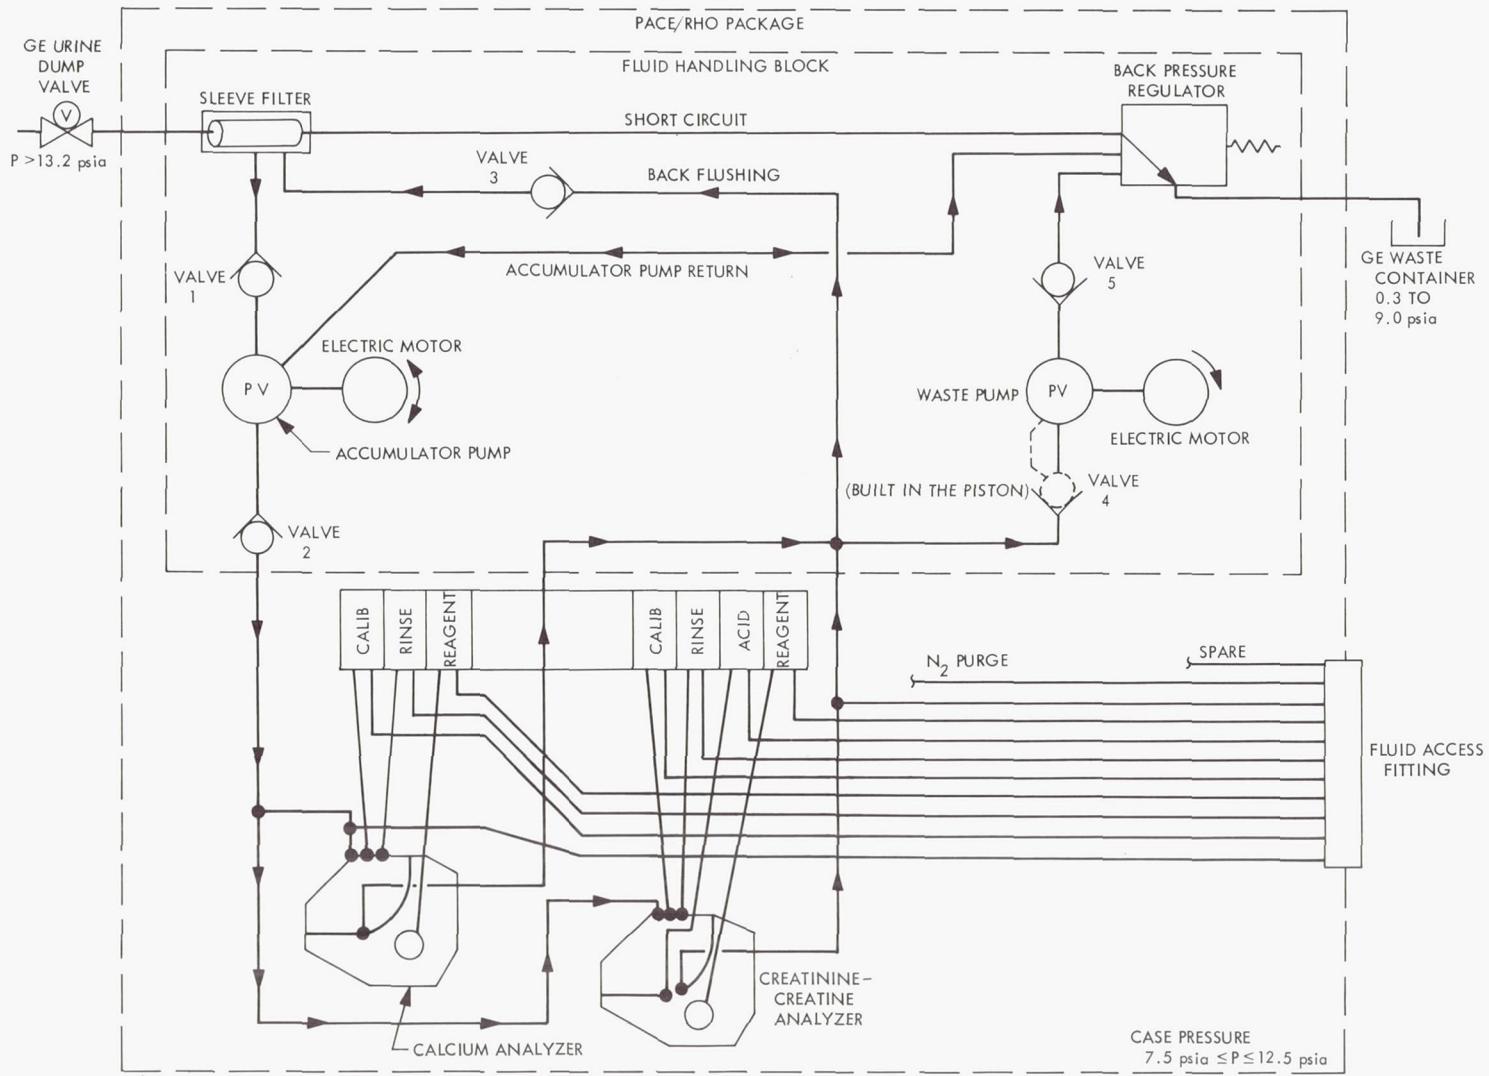 PACE/RHO PACKAGE
GE URINE
DUMP
VALVE
V
P >13.2 psia
FLUID HANDLING BLOCK
BACK PRESSURE
REGULATOR
SLEEVE FILTER
SHORT CIRCUIT
VALVE
3
BACK FLUSHING
VALVE
1
ACCUMULATOR PUMP RETURN
VALVE
5
GE WASTE
CONTAINER
0.3 TO
9.0 psia
ELECTRIC MOTOR
P V
ACCUMULATOR PUMP
WASTE PUMP
PV
ELECTRIC MOTOR
(BUILT IN THE PISTON)
VALVE
4
VALVE
2
CALIB
RINSE
REAGENT
CALIB
RINSE
ACID
REAGENT
N2 PURGE
SPARE
FLUID ACCESS
FITTING
CREATININE–
CREATINE
ANALYZER
CALCIUM ANALYZER
CASE PRESSURE
7.5 psia ≤P≤12.5 psia